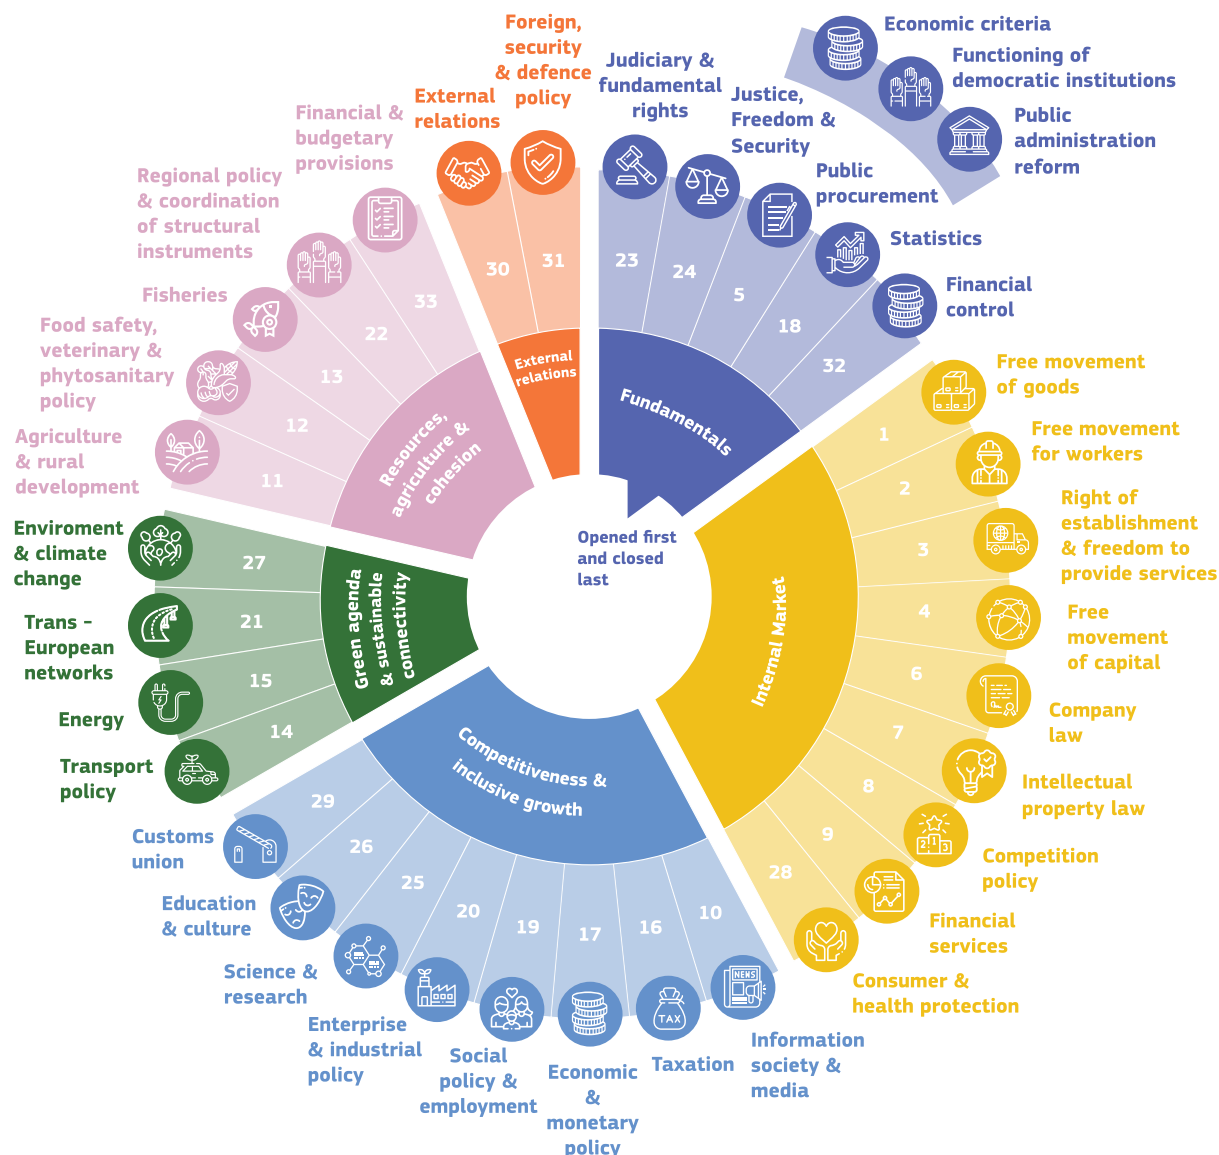 Foreign,
security
& defence
policy
External
relations
30
31
External
relations
Judiciary &
fundamental
rights
Justice,
Freedom &
Security
Public
procurement
Statistics
Financial
control
Economic criteria
Functioning of
democratic institutions
Public
administration
reform
23
24
5
18
32
Fundamentals
Opened first
and closed
last
Free movement
of goods
Free movement
for workers
Right of
establishment
& freedom to
provide services
Free
movement
of capital
Company
law
Intellectual
property law
Competition
policy
Financial
services
Consumer &
health protection
1
2
3
4
6
7
8
9
28
2 1 3
Internal Market
Information
society &
media
Taxation
Economic
&
monetary
policy
Social
policy &
employment
Enterprise
& industrial
policy
Science &
research
Education
& culture
Customs
union
10
16
17
19
20
25
26
29
NEWS
TAX
Competitiveness &
inclusive growth
Transport
policy
Energy
Trans –
European
networks
Enviroment
& climate
change
14
15
21
27
Green agenda
& sustainable
connectivity
Agriculture
& rural
development
Food safety,
veterinary &
phytosanitary
policy
Fisheries
Regional policy
& coordination
of structural
instruments
Financial &
budgetary
provisions
11
12
13
22
33
Resources,
agriculture &
cohesion